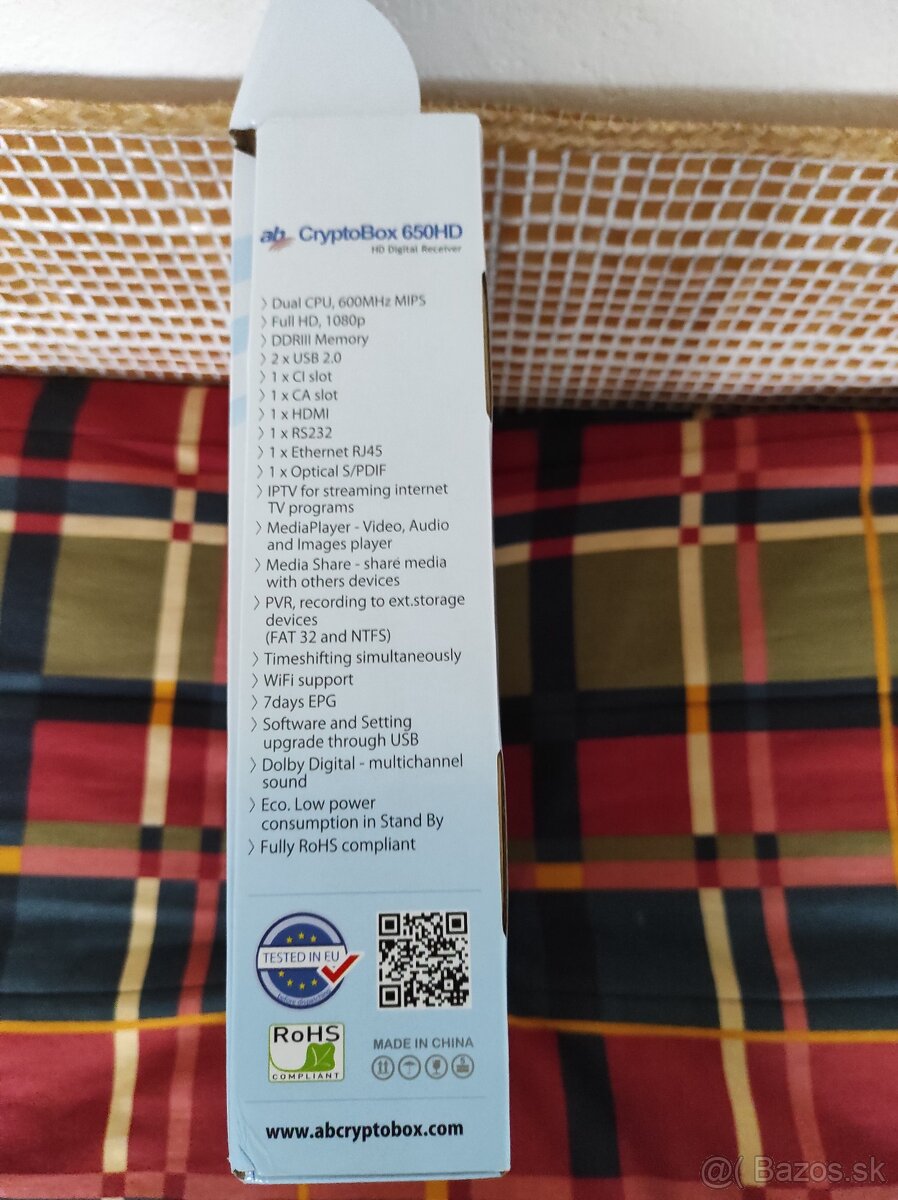 ab CryptoBox 650HD
HD Digital Receiver
〉Dual CPU, 600MHz MIPS
〉Full HD, 1080p
〉DDRIII Memory
〉2 x USB 2.0
〉1 x CI slot
〉1 x CA slot
〉1 x HDMI
〉1 x RS232
〉1 x Ethernet RJ45
〉1 x Optical S/PDIF
〉IPTV for streaming internet
TV programs
〉MediaPlayer - Video, Audio
and Images player
〉Media Share - share media
with others devices
〉PVR, recording to ext.storage
devices
(FAT 32 and NTFS)
〉Timeshifting simultaneously
〉WiFi support
〉7days EPG
〉Software and Setting
upgrade through USB
〉Dolby Digital - multichannel
sound
〉Eco. Low power
consumption in Stand By
〉Fully RoHS compliant
TESTED IN EU
before dispatching
RoHS
COMPLIANT
MADE IN CHINA
5
www.abcryptobox.com
@( Bazos.sk